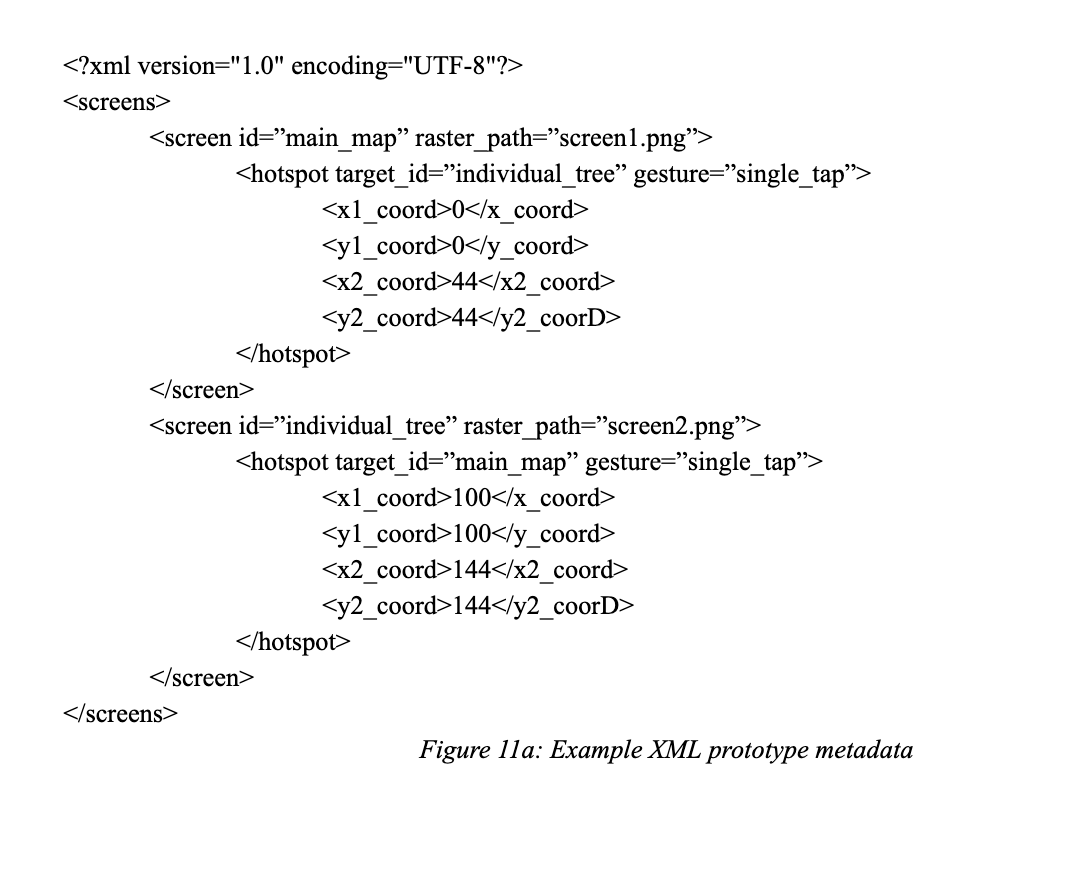 <?xml version="1.0" encoding="UTF-8"?>
<screens>
<screen id=”main_map” raster_path=”screen1.png”>
<hotspot target_id=”individual_tree” gesture=”single_tap”>
<x1_coord>0</x_coord>
<y1_coord>0</y_coord>
<x2_coord>44</x2_coord>
<y2_coord>44</y2_coorD>
</hotspot>
</screen>
<screen id=”individual_tree” raster_path=”screen2.png”>
<hotspot target_id=”main_map” gesture=”single_tap”>
<x1_coord>100</x_coord>
<y1_coord>100</y_coord>
<x2_coord>144</x2_coord>
<y2_coord>144</y2_coorD>
</hotspot>
</screen>
</screens>
Figure 11a: Example XML prototype metadata